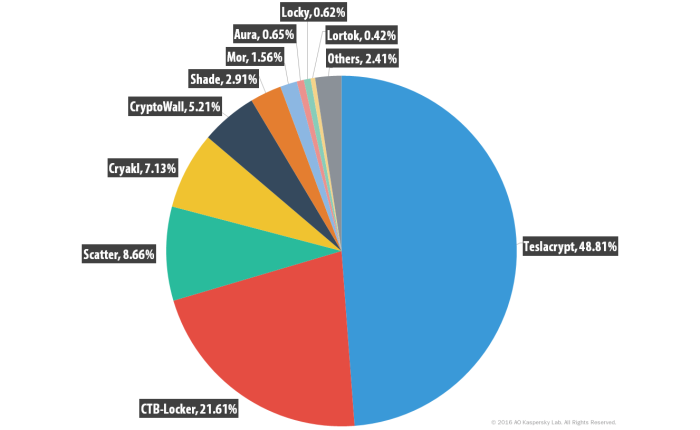 Locky, 0.62%
Aura, 0.65%
Lortok, 0.42%
Mor, 1.56%
Others, 2.41%
Shade, 2.91%
CryptoWall, 5.21%
Cryakl, 7.13%
Teslacrypt, 48.81%
Scatter, 8.66%
CTB-Locker, 21.61%
© 2016 AO Kaspersky Lab. All Rights Reserved.